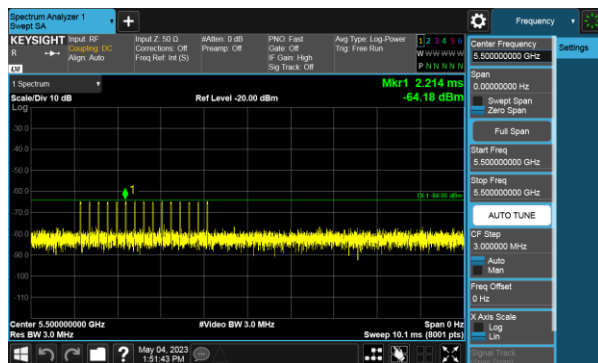 Spectrum Analyzer 1
Swept SA
Frequency
KEYSIGHT
R
LXI
Input: RF
Coupling: DC
Align: Auto
Input Z: 50 Ω
Corrections: Off
Freq Ref: Int (S)
#Atten: 0 dB
Preamp: Off
PNO: Fast
Gate: Off
IF Gain: High
Sig Track: Off
Avg Type: Log-Power
Trig: Free Run
1 2 3 4 5 6
W W W W W W
P N N N N N
1 Spectrum
Scale/Div 10 dB
Log
Ref Level -20.00 dBm
Mkr1 2.214 ms
-64.18 dBm
-30.0
-40.0
-50.0
-60.0
-70.0
-80.0
-90.0
-100
-110
1
DL1 -64.00 dBm
Center 5.500000000 GHz
Res BW 3.0 MHz
#Video BW 3.0 MHz
Span 0 Hz
Sweep 10.1 ms (8001 pts)
May 04, 2023
1:51:43 PM
Settings
Center Frequency
5.500000000 GHz
Span
0.00000000 Hz
Swept Span
Zero Span
Full Span
Start Freq
5.500000000 GHz
Stop Freq
5.500000000 GHz
AUTO TUNE
CF Step
3.000000 MHz
Auto
Man
Freq Offset
0 Hz
X Axis Scale
Log
Lin
Signal Track